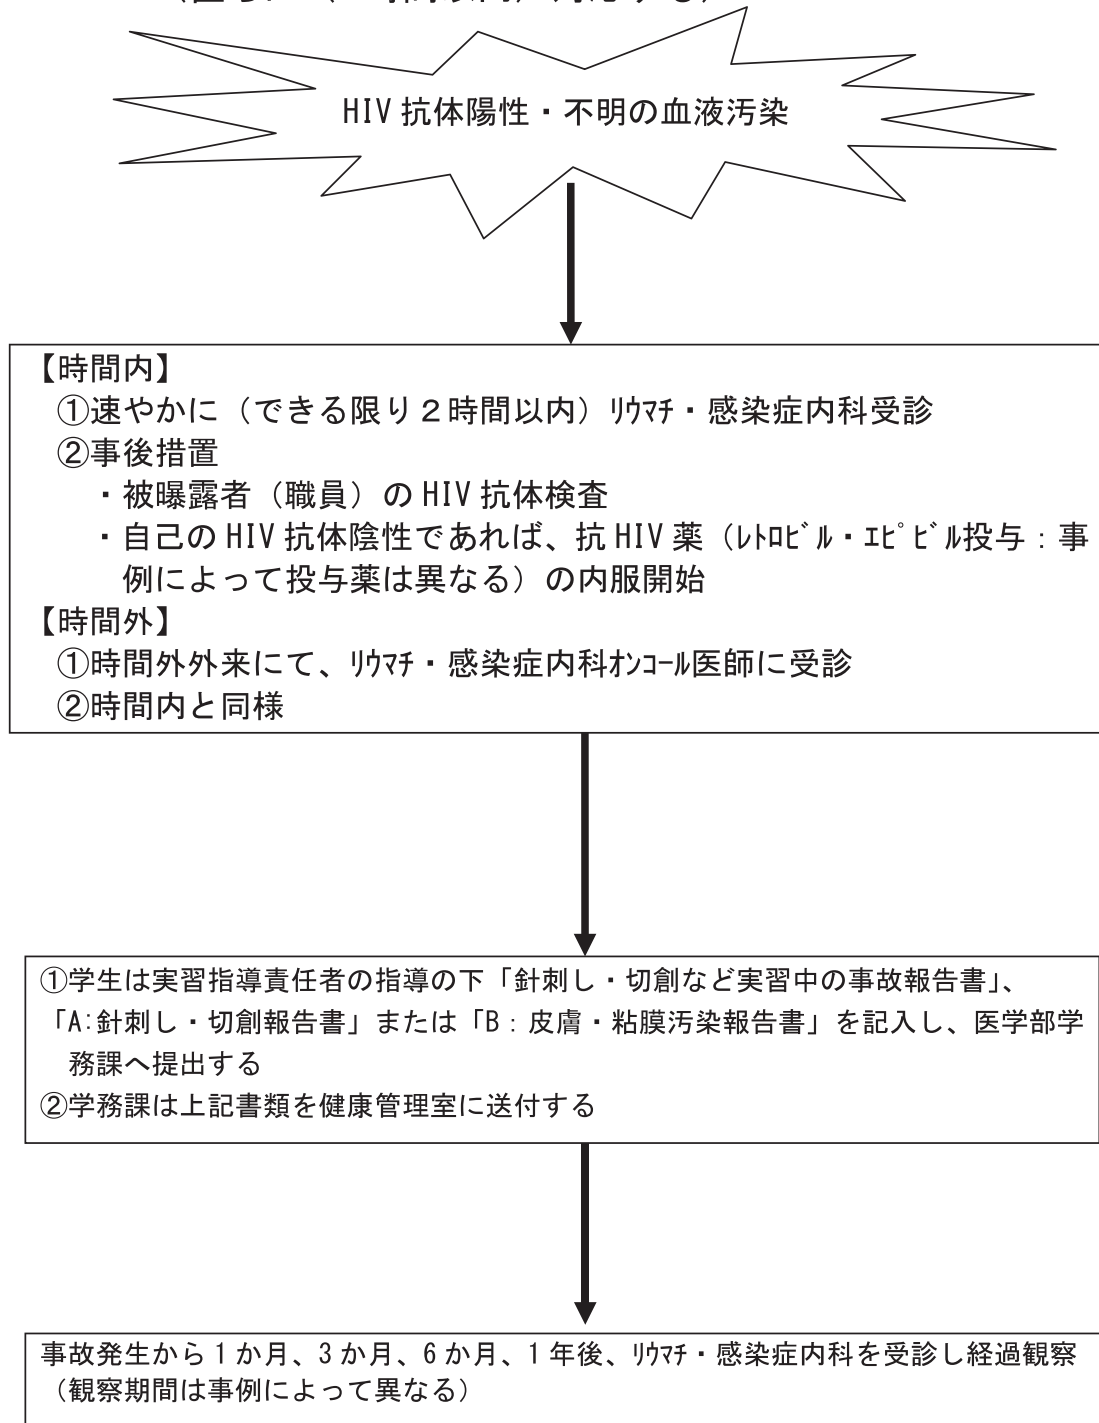 HIV抗体陽性・不明の血液汚染
【時間内】
①速やかに（できる限り２時間以内）ﾘｳﾏﾁ・感染症内科受診
②事後措置
・被曝露者（職員）のHIV抗体検査
・自己のHIV抗体陰性であれば、抗HIV薬（ﾚﾄﾛﾋﾞﾙ・ｴﾋﾟﾋﾞﾙ投与：事
例によって投与薬は異なる）の内服開始
【時間外】
①時間外外来にて、ﾘｳﾏﾁ・感染症内科ｵﾝｺｰﾙ医師に受診
②時間内と同様
①学生は実習指導責任者の指導の下「針刺し・切創など実習中の事故報告書」、
「A:針刺し・切創報告書」または「B：皮膚・粘膜汚染報告書」を記入し、医学部学
務課へ提出する
②学務課は上記書類を健康管理室に送付する
事故発生から1か月、3か月、6か月、1年後、ﾘｳﾏﾁ・感染症内科を受診し経過観察
（観察期間は事例によって異なる）